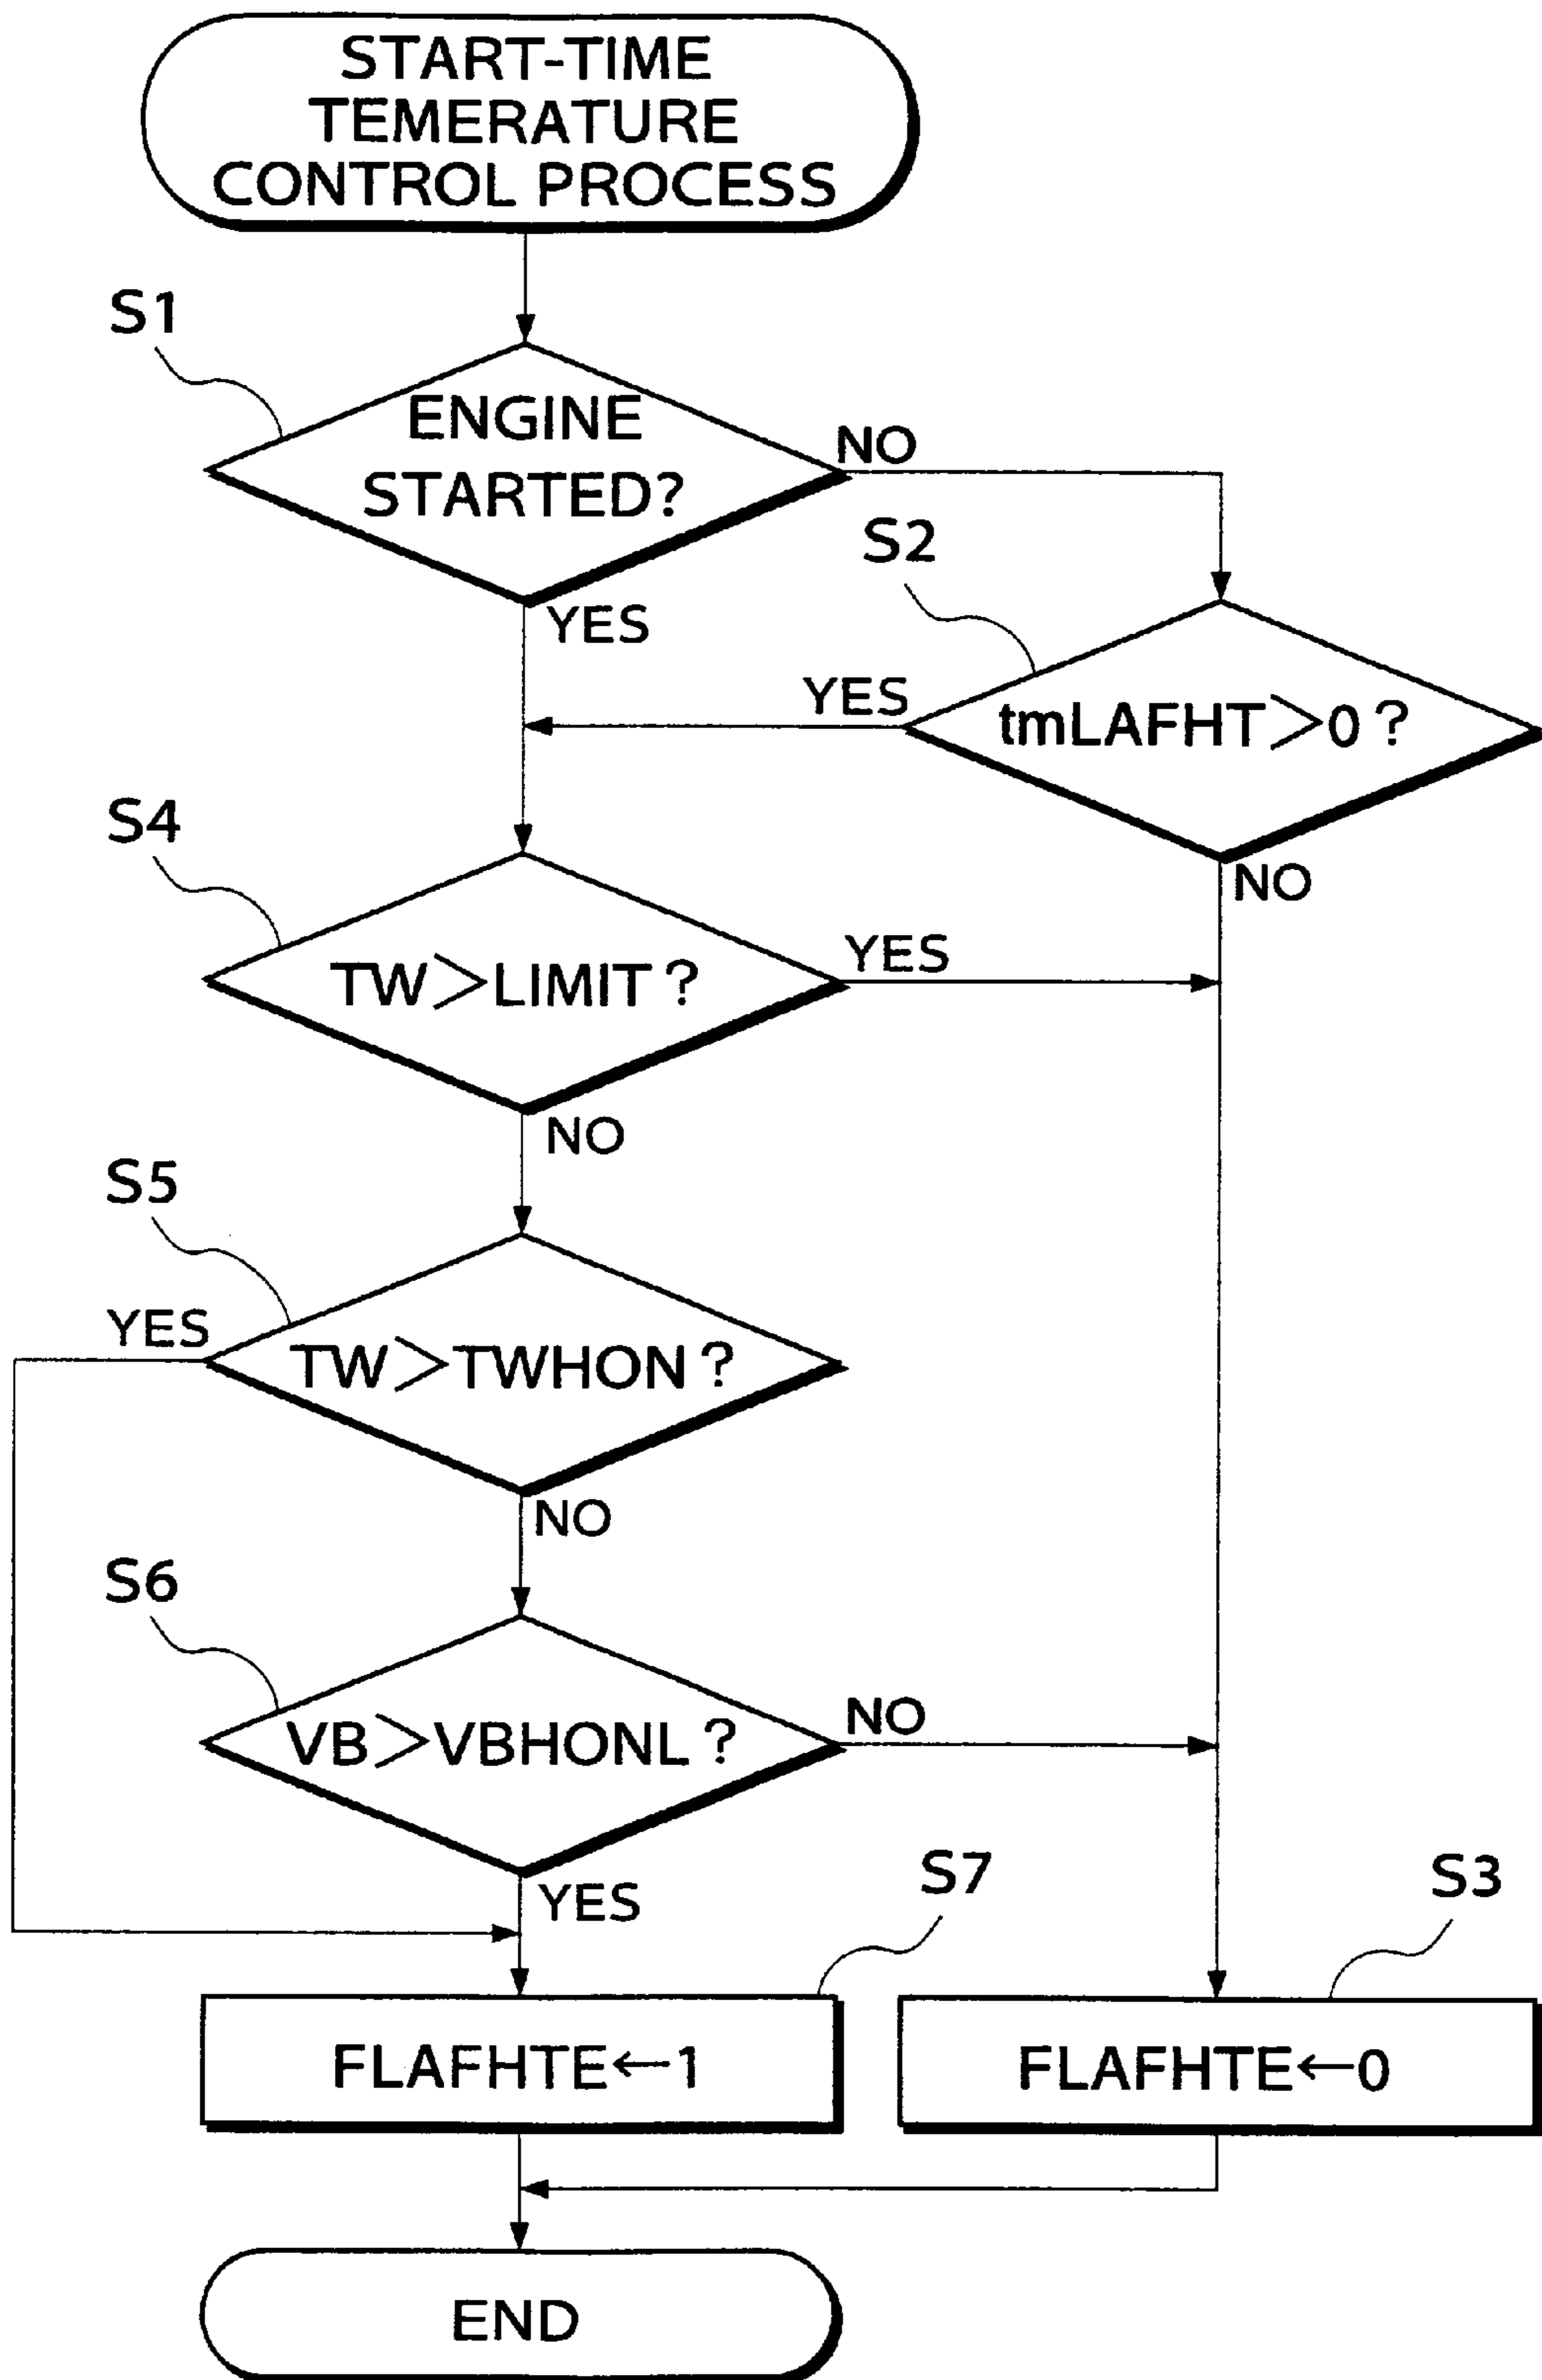 START-TIME
TEMERATURE
CONTROL PROCESS
S1
ENGINE
STARTED?
NO
YES
S2
tmLAFHT>0?
YES
NO
S4
TW>LIMIT?
YES
NO
S5
YES
TW>TWHON?
NO
S6
VB>VBHONL?
NO
YES
S7
S3
FLAFHTE←1
FLAFHTE←0
END